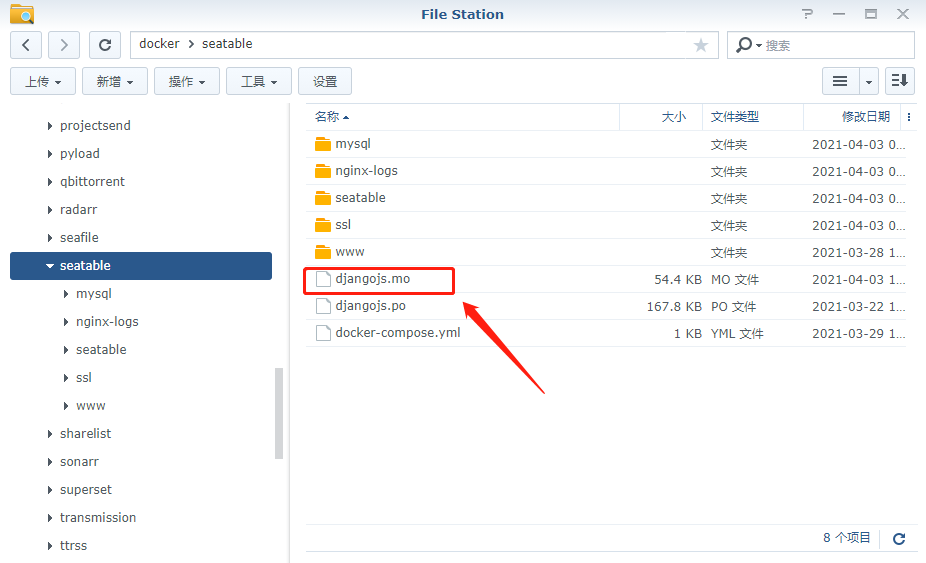 File Station
docker > seatable
搜索
上传 新增 操作 工具 设置
projectsend
pyload
qbittorrent
radarr
seafile
seatable
mysql
nginx-logs
seatable
ssl
www
sharelist
sonarr
superset
transmission
ttrss
名称 大小 文件类型 修改日期
mysql 文件夹 2021-04-03 0...
nginx-logs 文件夹 2021-04-03 0...
seatable 文件夹 2021-04-03 0...
ssl 文件夹 2021-04-03 0...
www 文件夹 2021-03-28 1...
djangojs.mo 54.4 KB MO 文件 2021-04-03 0...
djangojs.po 167.8 KB PO 文件 2021-03-22 1...
docker-compose.yml 1 KB YML 文件 2021-03-29 1...
8 个项目